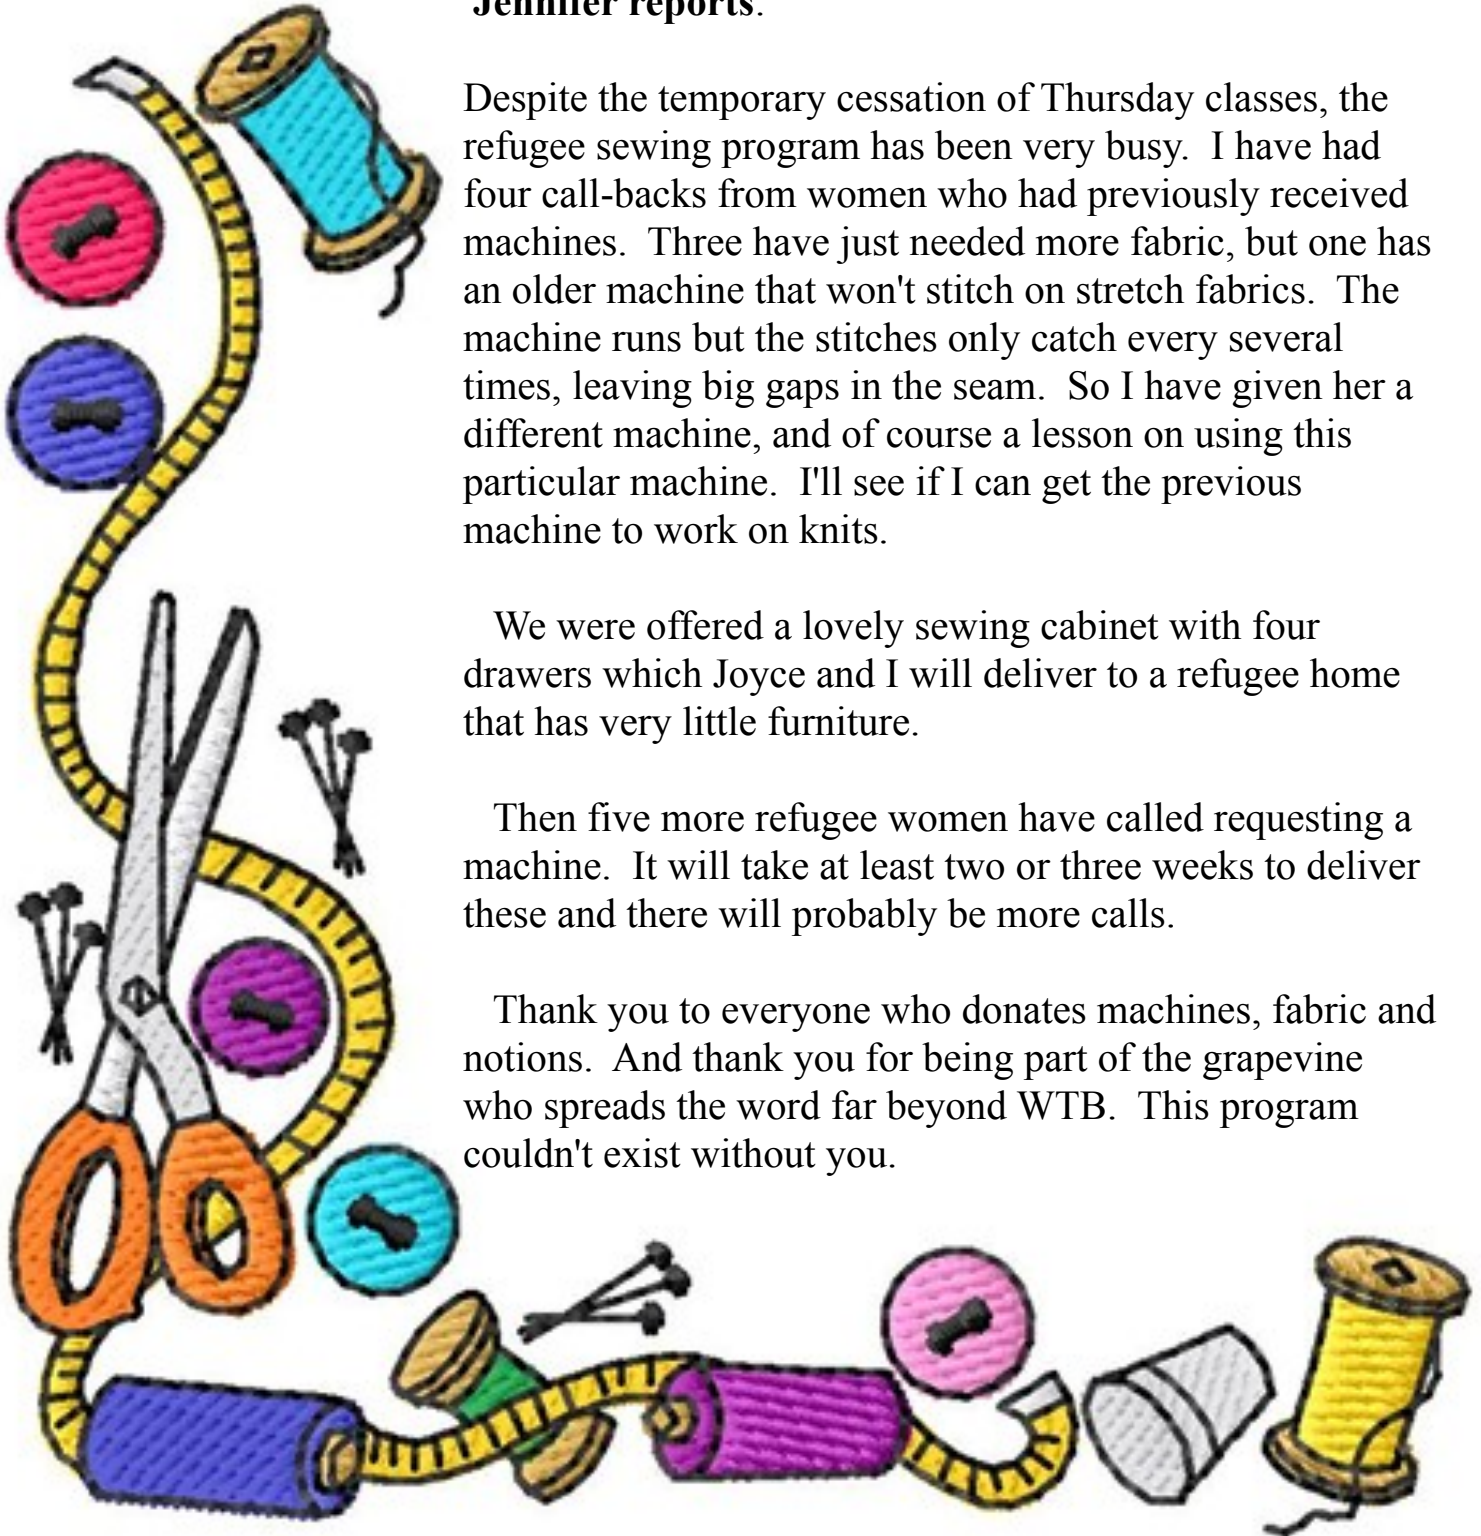 Jennifer reports:
Despite the temporary cessation of Thursday classes, the
refugee sewing program has been very busy.  I have had
four call-backs from women who had previously received
machines.  Three have just needed more fabric, but one has
an older machine that won't stitch on stretch fabrics.  The
machine runs but the stitches only catch every several
times, leaving big gaps in the seam.  So I have given her a
different machine, and of course a lesson on using this
particular machine.  I'll see if I can get the previous
machine to work on knits.
We were offered a lovely sewing cabinet with four
drawers which Joyce and I will deliver to a refugee home
that has very little furniture.
Then five more refugee women have called requesting a
machine.  It will take at least two or three weeks to deliver
these and there will probably be more calls.
Thank you to everyone who donates machines, fabric and
notions.  And thank you for being part of the grapevine
who spreads the word far beyond WTB.  This program
couldn't exist without you.